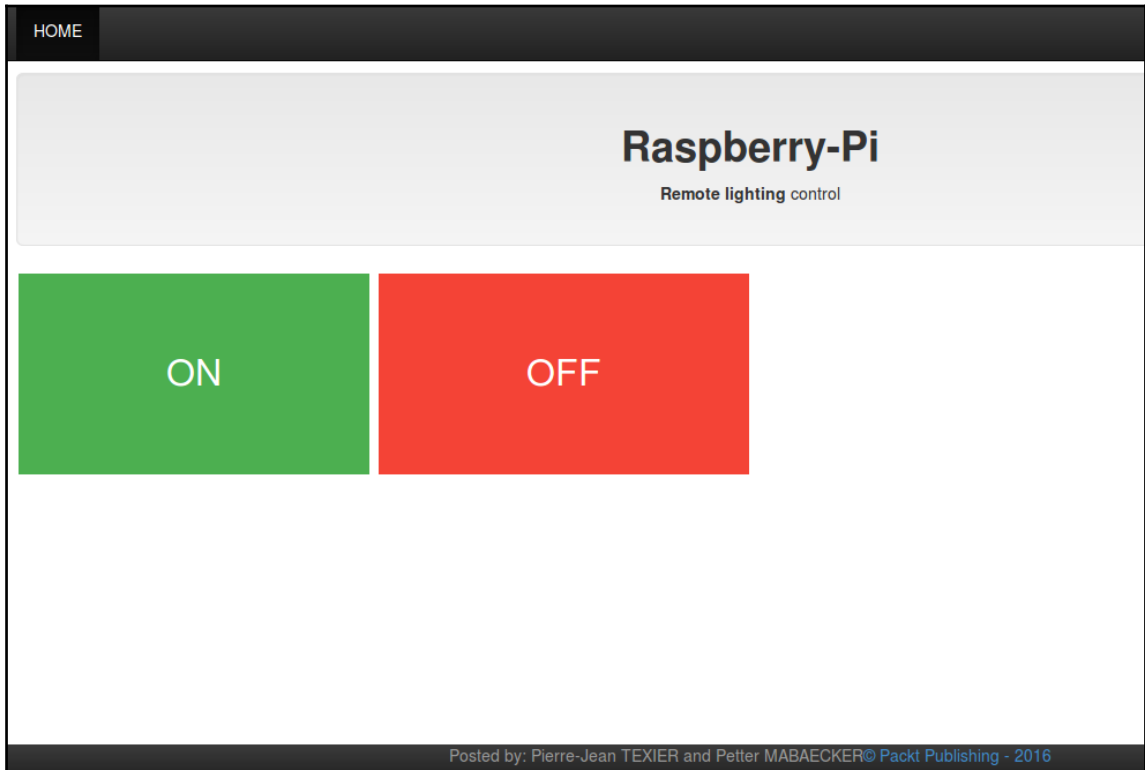 HOME
Raspberry-Pi
Remote lighting control
ON OFF
Posted by: Pierre-Jean TEXIER and Petter MABAECKER© Packt Publishing - 2016